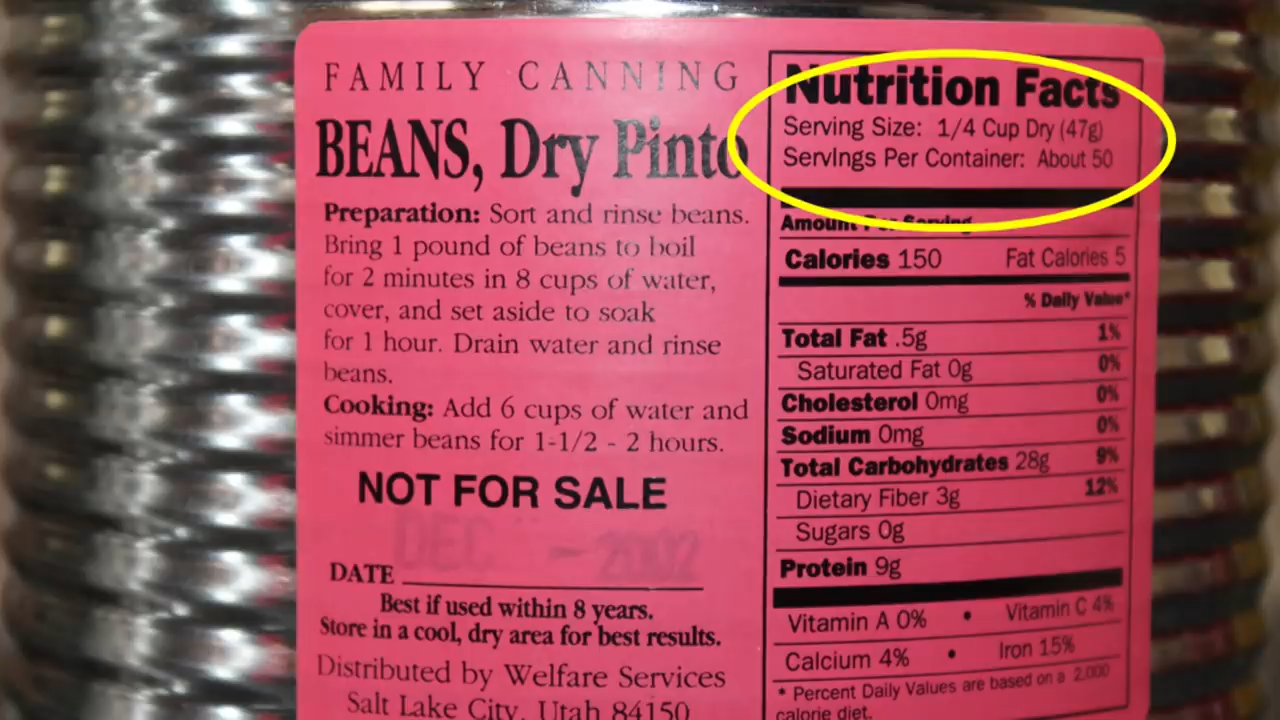 FAMILY CANNING
BEANS, Dry Pinto
Preparation: Sort and rinse beans.
Bring 1 pound of beans to boil
for 2 minutes in 8 cups of water,
cover, and set aside to soak
for 1 hour. Drain water and rinse
beans.
Cooking: Add 6 cups of water and
simmer beans for 1-1/2 - 2 hours.
NOT FOR SALE
DEC - 2002
DATE
Best if used within 8 years.
Store in a cool, dry area for best results.
Distributed by Welfare Services
Salt Lake City, Utah 84150
Nutrition Facts
Serving Size: 1/4 Cup Dry (47g)
Servings Per Container: About 50
Amount Per Serving
Calories 150 Fat Calories 5
% Daily Value*
Total Fat .5g 1%
Saturated Fat 0g 0%
Cholesterol 0mg 0%
Sodium 0mg 0%
Total Carbohydrates 28g 9%
Dietary Fiber 3g 12%
Sugars 0g
Protein 9g
Vitamin A 0% • Vitamin C 4%
Calcium 4% • Iron 15%
* Percent Daily Values are based on a 2,000
calorie diet.